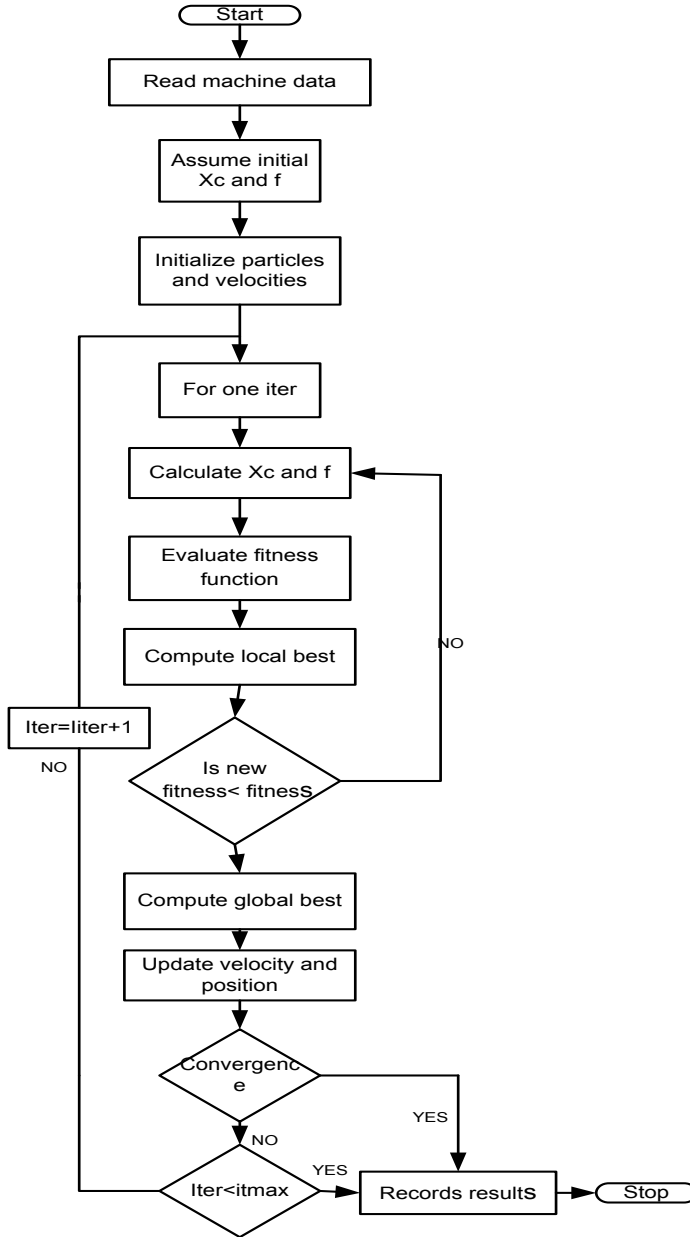 Start
Read machine data
Assume initial
Xc and f
Initialize particles
and velocities
For one iter
Calculate Xc and f
Evaluate fitness
function
Compute local best
NO
Iter=Iiter+1
NO
Is new
fitness< fitness
Compute global best
Update velocity and
position
Convergenc
e
YES
NO
Iter<itmax
YES
Records results
Stop